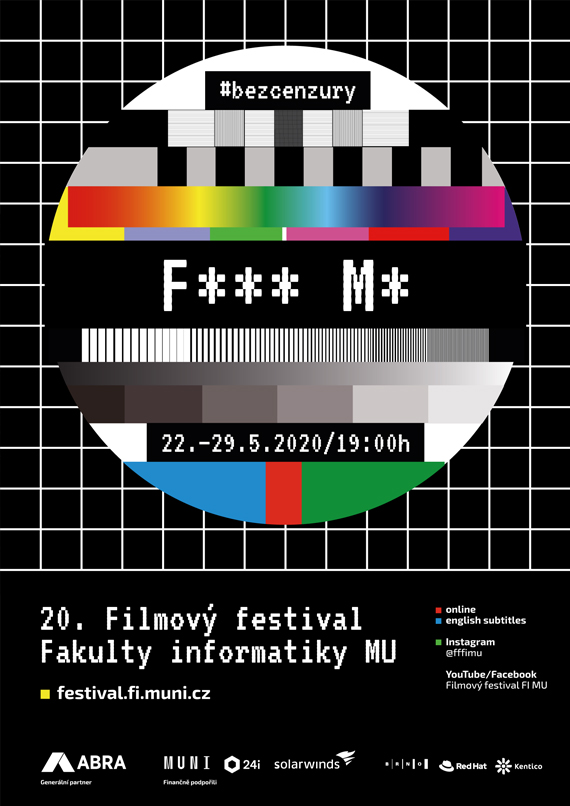 #bezcenzury
F*** M*
22.-29.5.2020/19:00h
20. Filmový festival
Fakulty informatiky MU
festival.fi.muni.cz
online
english subtitles
Instagram
@fffimu
YouTube/Facebook
Filmový festival FI MU
ABRA
Generální partner
MUNI
Finančně podpořili
24i
solarwinds
BRNO
Red Hat
Kentico